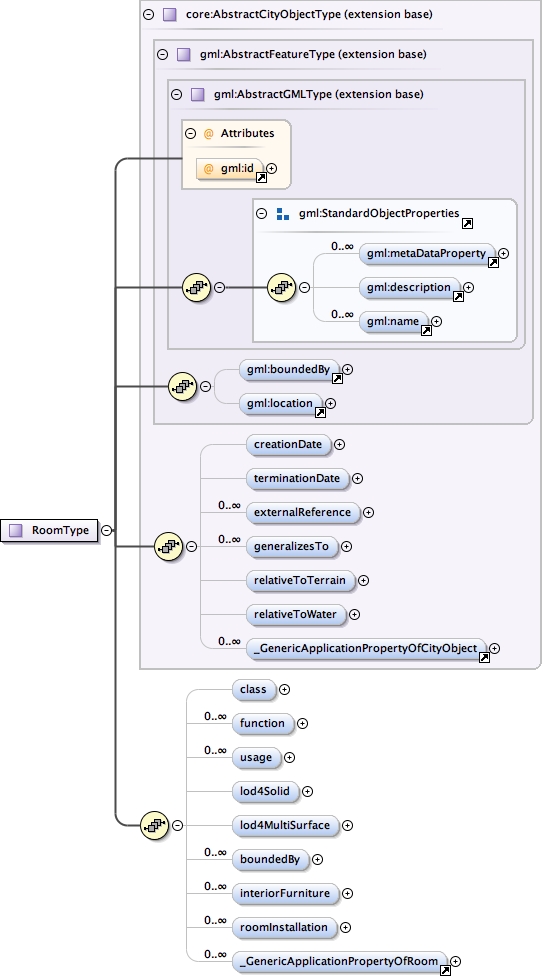 core:AbstractCityObjectType (extension base)
gml:AbstractFeatureType (extension base)
gml:AbstractGMLType (extension base)
@ Attributes
@ gml:id
gml:StandardObjectProperties
0..∞ gml:metaDataProperty
gml:description
0..∞ gml:name
gml:boundedBy
gml:location
creationDate
terminationDate
0..∞ externalReference
RoomType
0..∞ generalizesTo
relativeToTerrain
relativeToWater
0..∞ _GenericApplicationPropertyOfCityObject
class
0..∞ function
0..∞ usage
lod4Solid
lod4MultiSurface
0..∞ boundedBy
0..∞ interiorFurniture
0..∞ roomInstallation
0..∞ _GenericApplicationPropertyOfRoom